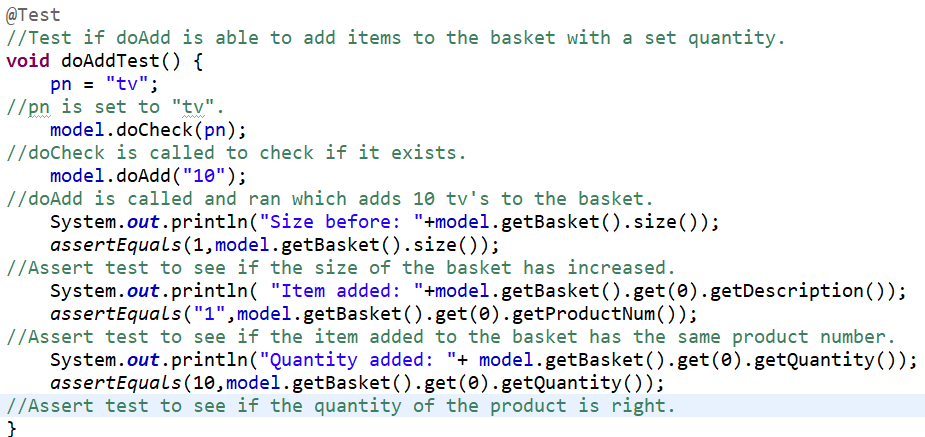 @Test
//Test if doAdd is able to add items to the basket with a set quantity.
void doAddTest() {
    pn = "tv";
//pn is set to "tv".
    model.doCheck(pn);
//doCheck is called to check if it exists.
    model.doAdd("10");
//doAdd is called and ran which adds 10 tv's to the basket.
    System.out.println("Size before: "+model.getBasket().size());
    assertEquals(1,model.getBasket().size());
//Assert test to see if the size of the basket has increased.
    System.out.println( "Item added: "+model.getBasket().get(0).getDescription());
    assertEquals("1",model.getBasket().get(0).getProductNum());
//Assert test to see if the item added to the basket has the same product number.
    System.out.println("Quantity added: "+ model.getBasket().get(0).getQuantity());
    assertEquals(10,model.getBasket().get(0).getQuantity());
//Assert test to see if the quantity of the product is right.
}